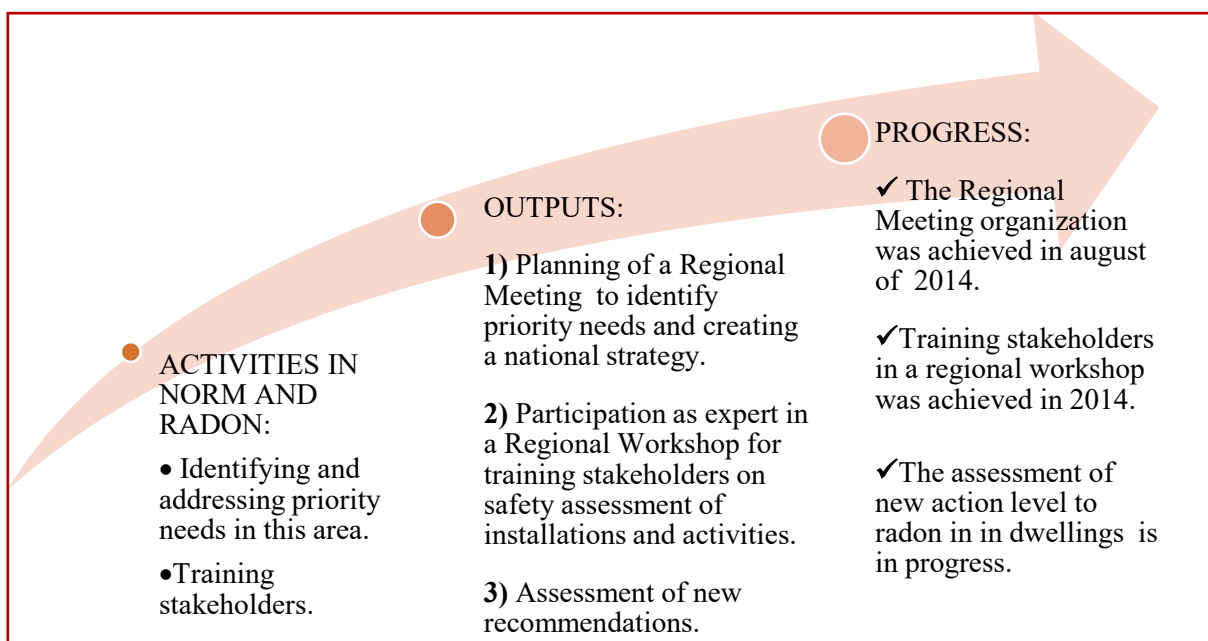 ACTIVITIES IN
NORM AND
RADON:
• Identifying and
addressing priority
needs in this area.
•Training
stakeholders.
OUTPUTS:
1) Planning of a Regional
Meeting to identify
priority needs and creating
a national strategy.
2) Participation as expert in
a Regional Workshop for
training stakeholders on
safety assessment of
installations and activities.
3) Assessment of new
recommendations.
PROGRESS:
✓ The Regional
Meeting organization
was achieved in august
of 2014.
✓Training stakeholders
in a regional workshop
was achieved in 2014.
✓The assessment of
new action level to
radon in in dwellings is
in progress.